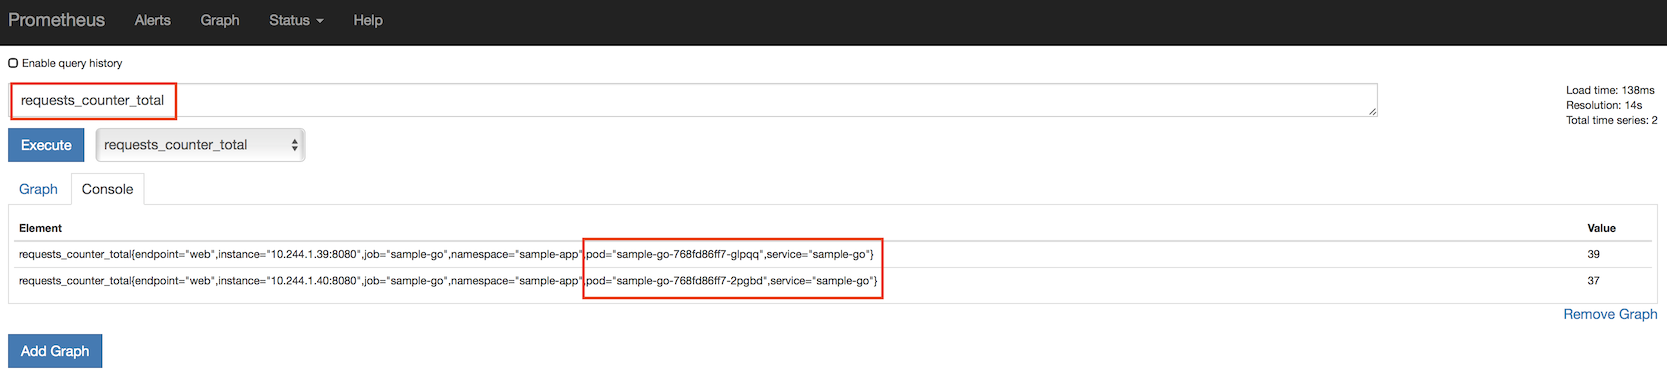 Prometheus Alerts Graph Status Help
Enable query history
requests_counter_total
Load time: 138ms
Resolution: 14s
Total time series: 2
Execute requests_counter_total
Graph Console
Element Value
requests_counter_total{endpoint="web",instance="10.244.1.39:8080",job="sample-go",namespace="sample-app",pod="sample-go-768fd86ff7-glpqq",service="sample-go"} 39
requests_counter_total{endpoint="web",instance="10.244.1.40:8080",job="sample-go",namespace="sample-app",pod="sample-go-768fd86ff7-2pgbd",service="sample-go"} 37
Remove Graph
Add Graph